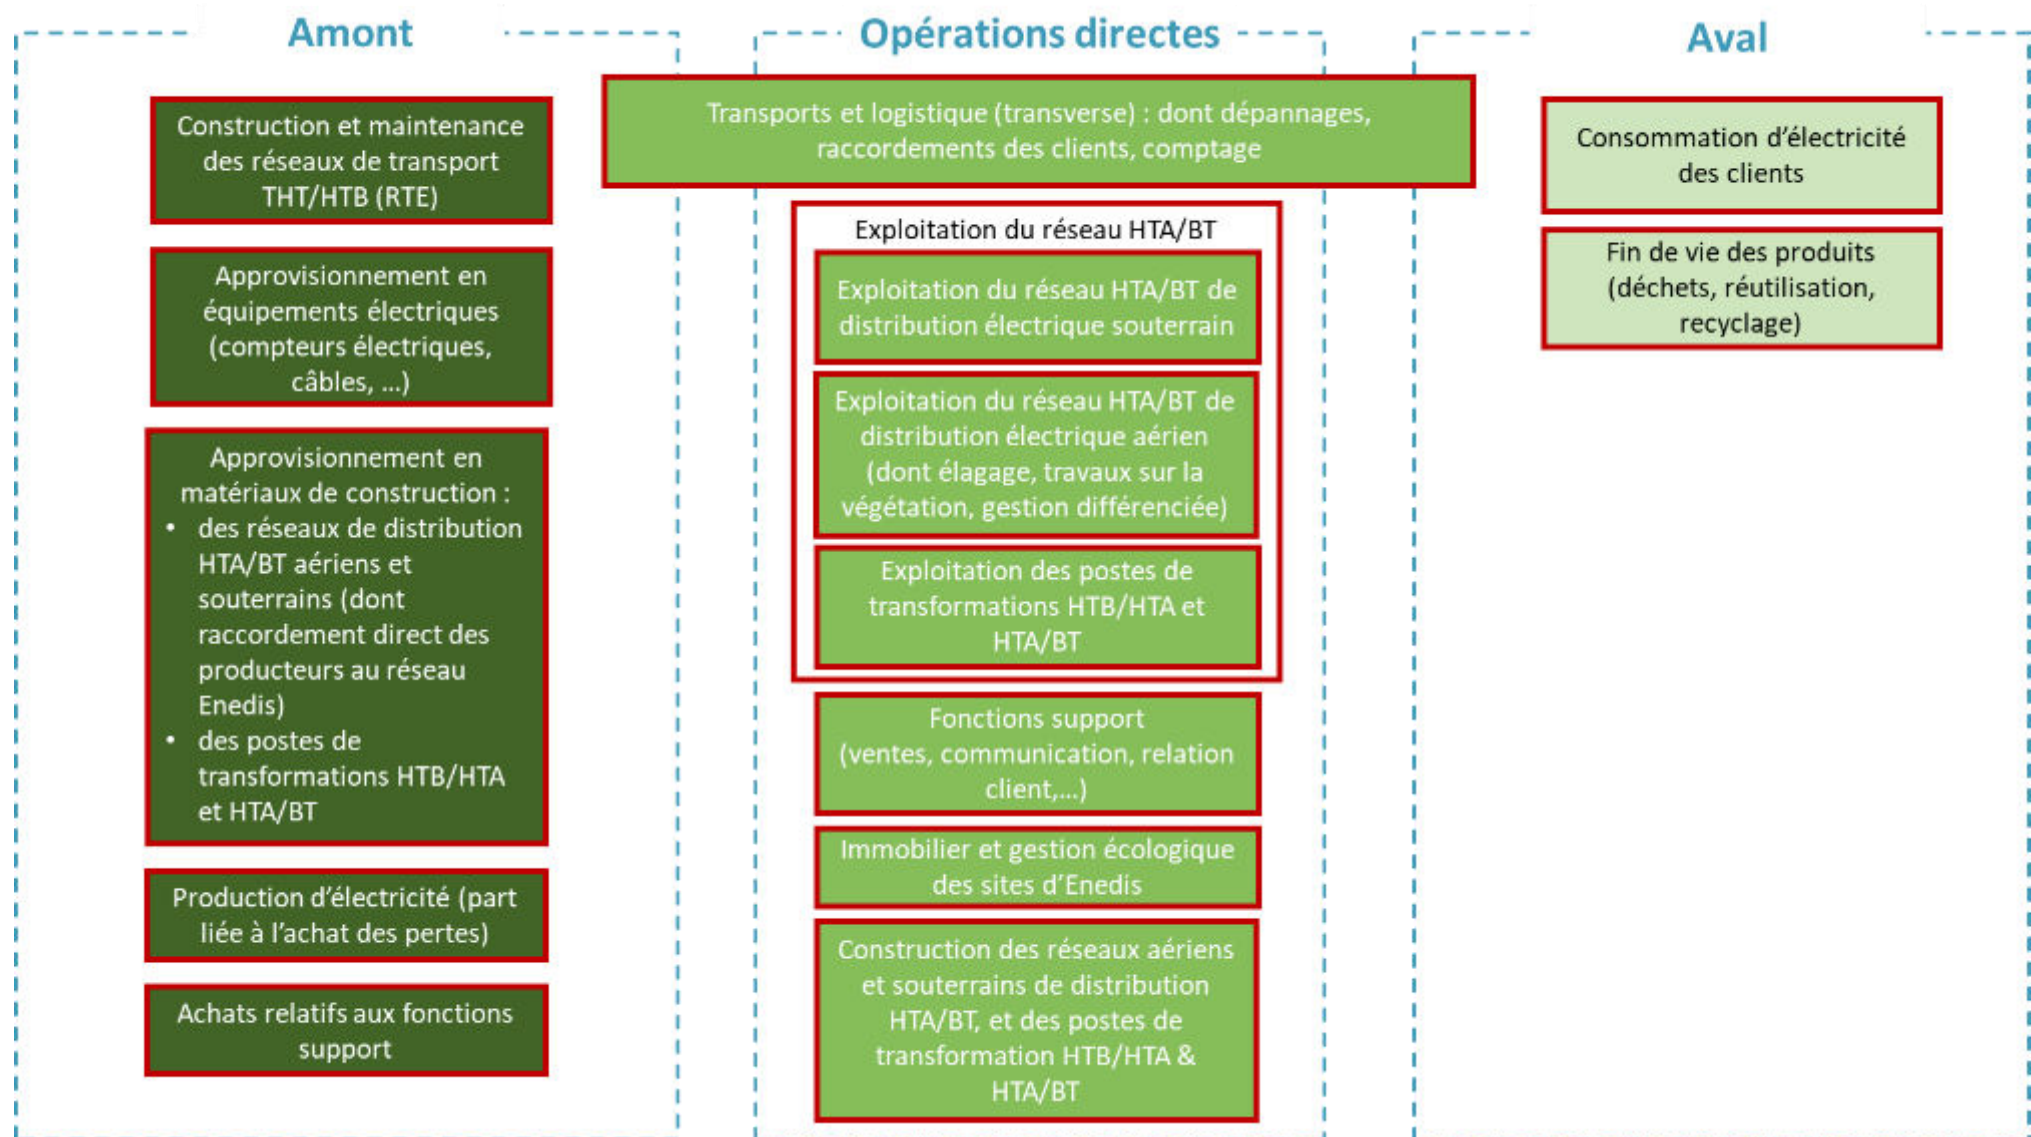 Amont
Construction et maintenance
des réseaux de transport
THT/HTB (RTE)
Approvisionnement en
équipements électriques
(compteurs électriques,
câbles, ...)
Approvisionnement en
matériaux de construction :
• des réseaux de distribution
HTA/BT aériens et
souterrains (dont
raccordement direct des
producteurs au réseau
Enedis)
• des postes de
transformations HTB/HTA
et HTA/BT
Production d’électricité (part
liée à l’achat des pertes)
Achats relatifs aux fonctions
support
Opérations directes
Transports et logistique (transverse) : dont dépannages,
raccordements des clients, comptage
Exploitation du réseau HTA/BT
Exploitation du réseau HTA/BT de
distribution électrique souterrain
Exploitation du réseau HTA/BT de
distribution électrique aérien
(dont élagage, travaux sur la
végétation, gestion différenciée)
Exploitation des postes de
transformations HTB/HTA et
HTA/BT
Fonctions support
(ventes, communication, relation
client,...)
Immobilier et gestion écologique
des sites d’Enedis
Construction des réseaux aériens
et souterrains de distribution
HTA/BT, et des postes de
transformation HTB/HTA &
HTA/BT
Aval
Consommation d’électricité
des clients
Fin de vie des produits
(déchets, réutilisation,
recyclage)